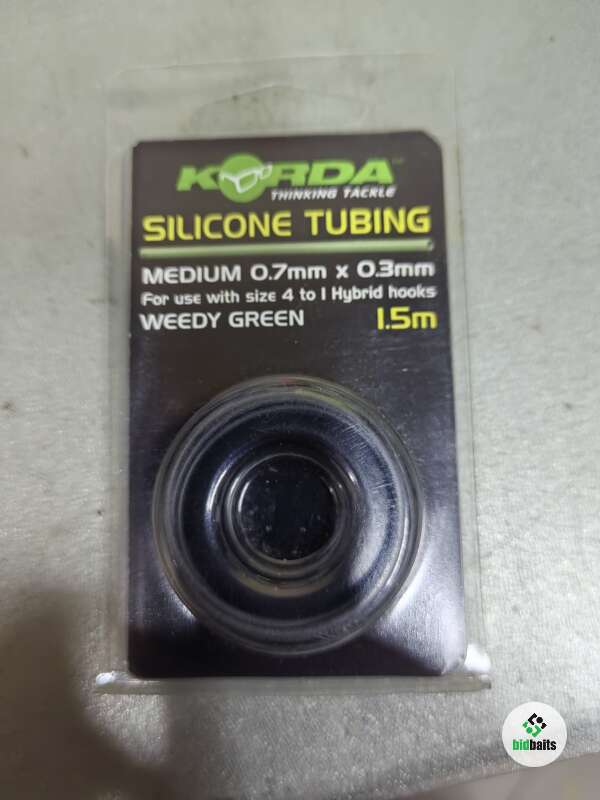 KORDA™
THINKING TACKLE
SILICONE TUBING
MEDIUM 0.7mm x 0.3mm
For use with size 4 to 1 Hybrid hooks
WEEDY GREEN 1.5m
bidbaits